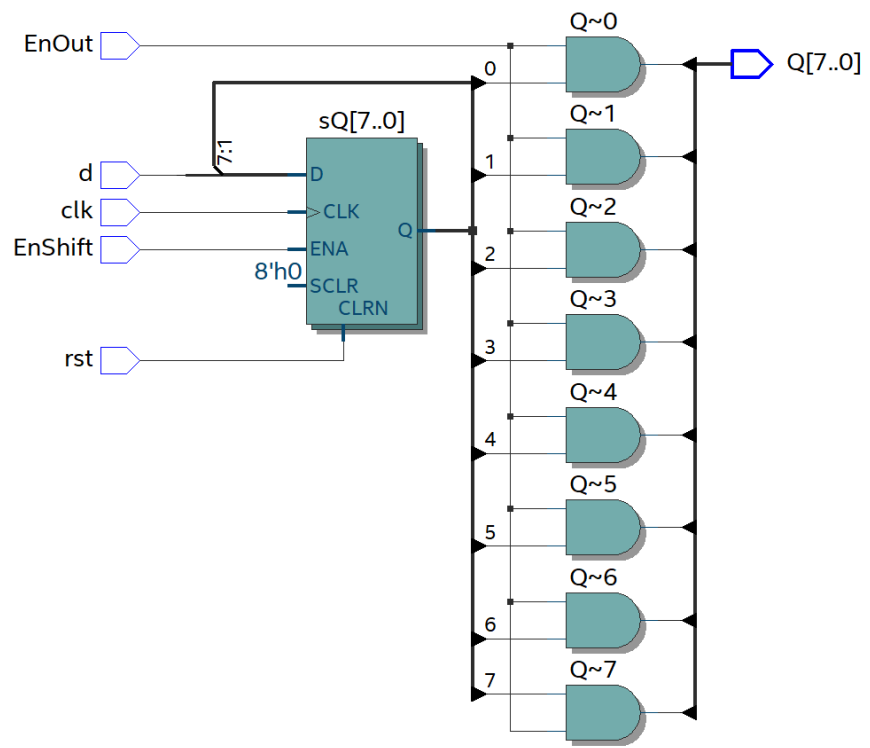 EnOut
Q~0
0
Q[7..0]
sQ[7..0]
7:1
Q~1
1
d
D
clk
CLK
Q
Q~2
EnShift
ENA
2
8'h0
SCLR
CLRN
Q~3
3
rst
Q~4
4
Q~5
5
Q~6
6
Q~7
7